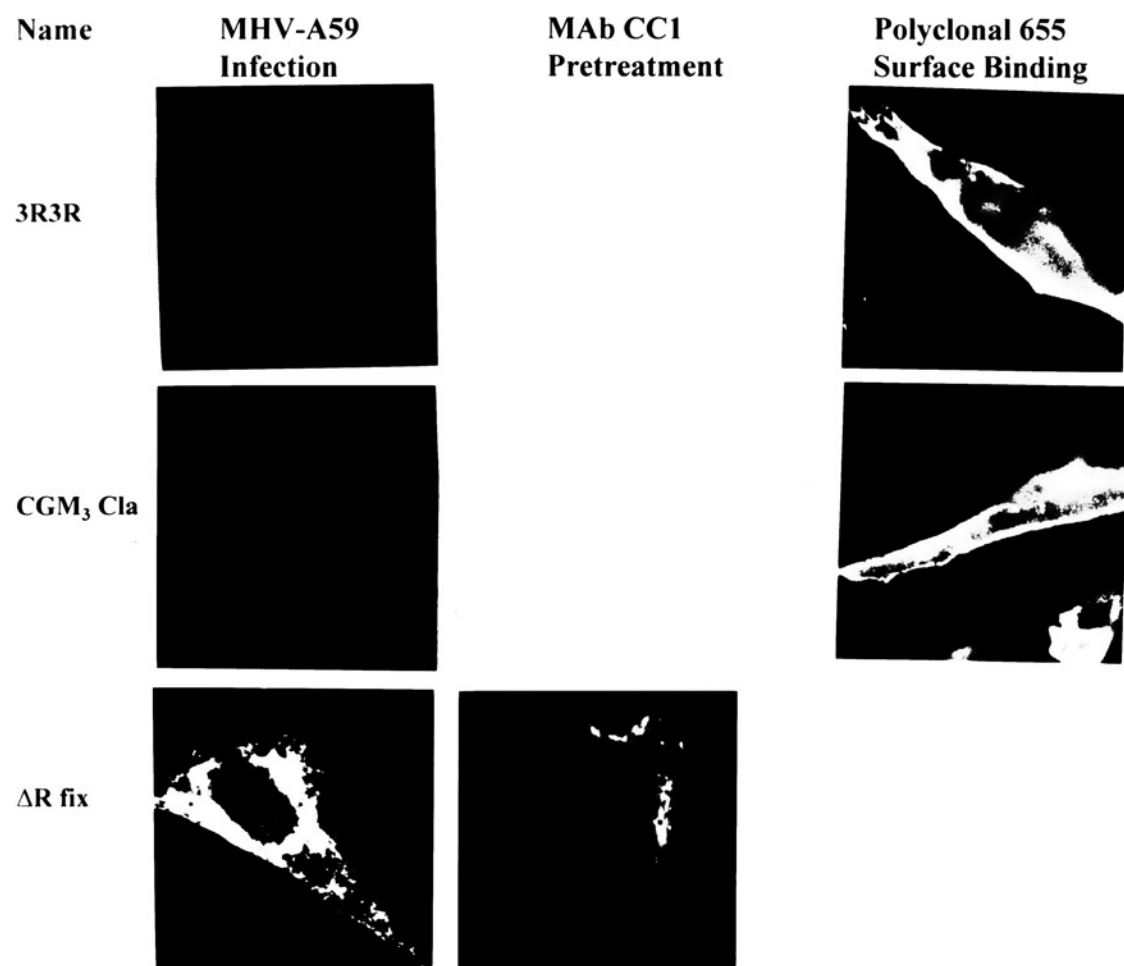 Name MHV-A59 MAb CC1 Polyclonal 655
Infection Pretreatment Surface Binding
3R3R
CGM₃ Cla
ΔR fix